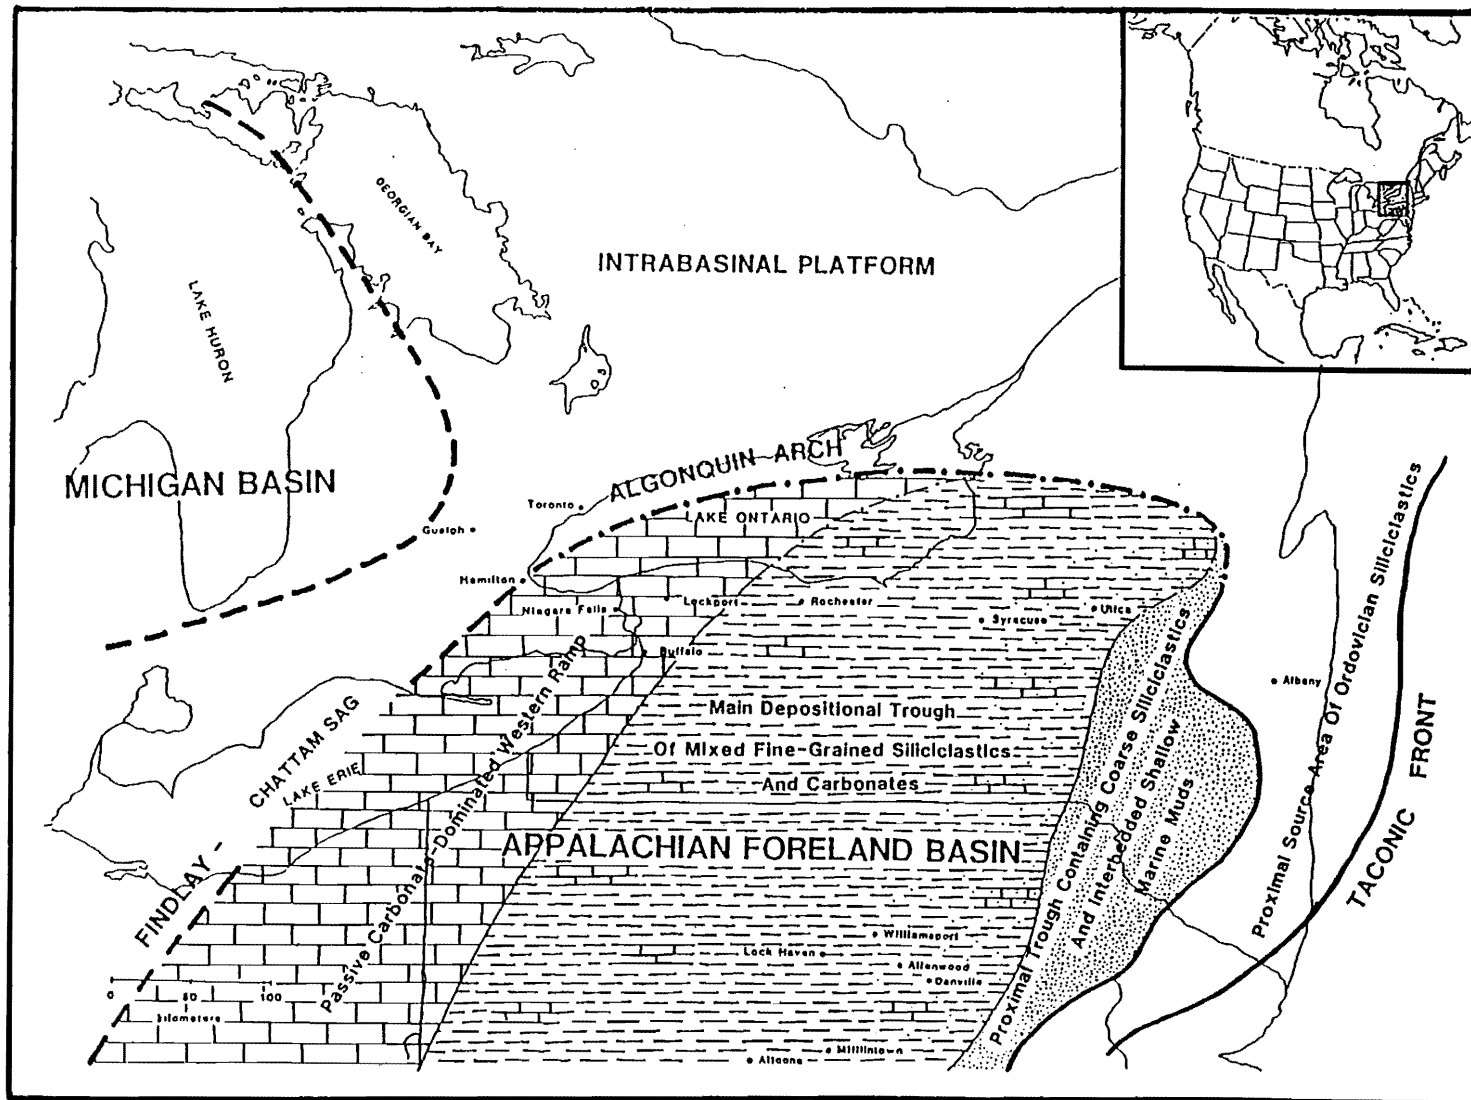 GEORGIAN BAY
LAKE HURON
INTRABASINAL PLATFORM
MICHIGAN BASIN
ALGONQUIN ARCH
Toronto
LAKE ONTARIO
Guelph
Hamilton
Niagara Falls
Lockport
Rochester
Syracuse
Utica
Buffalo
Albany
Main Depositional Trough
Of Mixed Fine-Grained Siliciclastics
And Carbonates
CHATTAM SAG
LAKE ERIE
FINDLAY -
Passive Carbonate-Dominated Western Ramp
APPALACHIAN FORELAND BASIN
Proximal Trough Containing Coarse Siliciclastics
And Interbedded Shallow
Marine Muds
Proximal Source Area Of Ordovician Siliciclastics
TACONIC FRONT
Williamsport
Lock Haven
Allenwood
Danville
Mifflintown
Altoona
0 50 100
kilometers